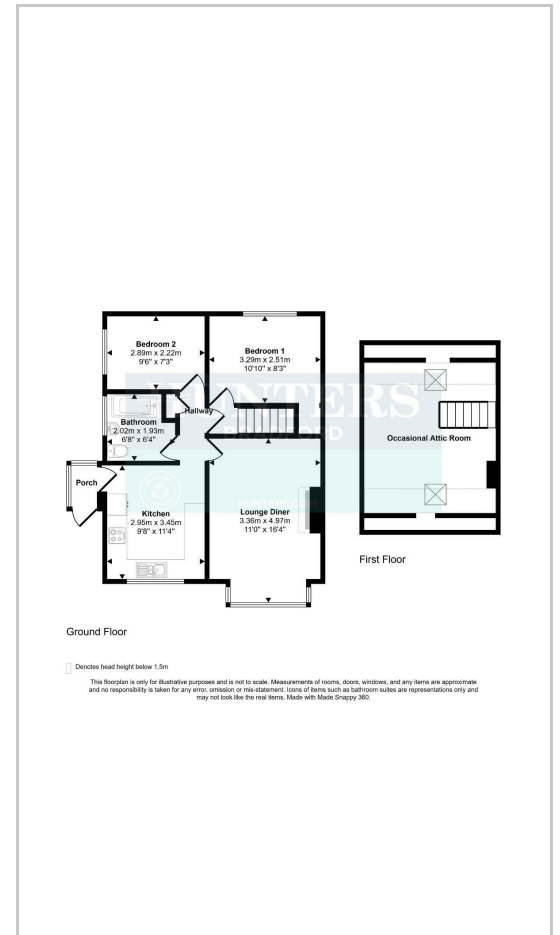 Bedroom 2
2.89m x 2.22m
9'6" x 7'3"
Bedroom 1
3.29m x 2.51m
10'10" x 8'3"
HUNTERS
BRADFORD
HUNTERS.COM
Hallway
Bathroom
2.02m x 1.93m
6'8" x 6'4"
Porch
Kitchen
2.95m x 3.45m
9'8" x 11'4"
Lounge Diner
3.36m x 4.97m
11'0" x 16'4"
Occasional Attic Room
First Floor
Ground Floor
Denotes head height below 1.5m
This floorplan is only for illustrative purposes and is not to scale. Measurements of rooms, doors, windows, and any items are approximate
and no responsibility is taken for any error, omission or mis-statement. Icons of items such as bathroom suites are representations only and
may not look like the real items. Made with Made Snappy 360.